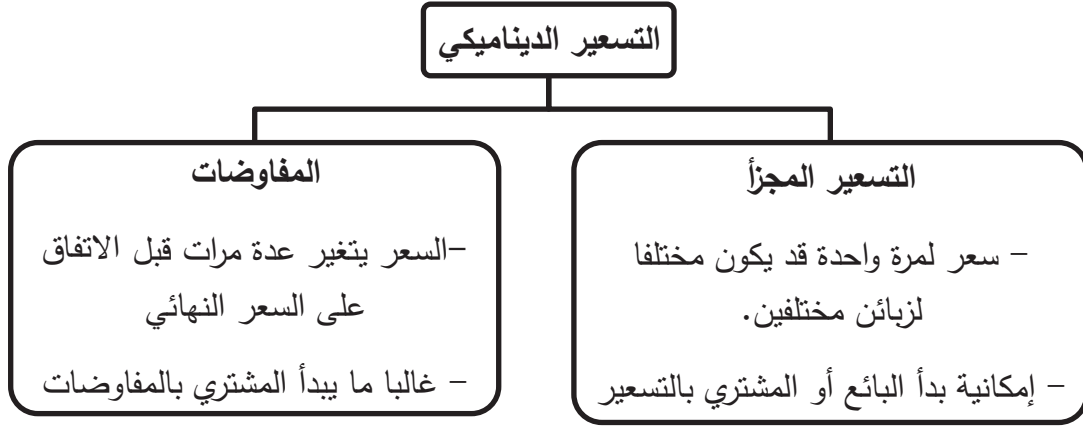 التسعير الديناميكي
التسعير المجزأ
– سعر لمرة واحدة قد يكون مختلفا
لزبائن مختلفين.
– إمكانية بدأ البائع أو المشتري بالتسعير
المفاوضات
–السعر يتغير عدة مرات قبل الاتفاق
على السعر النهائي
– غالبا ما يبدأ المشتري بالمفاوضات